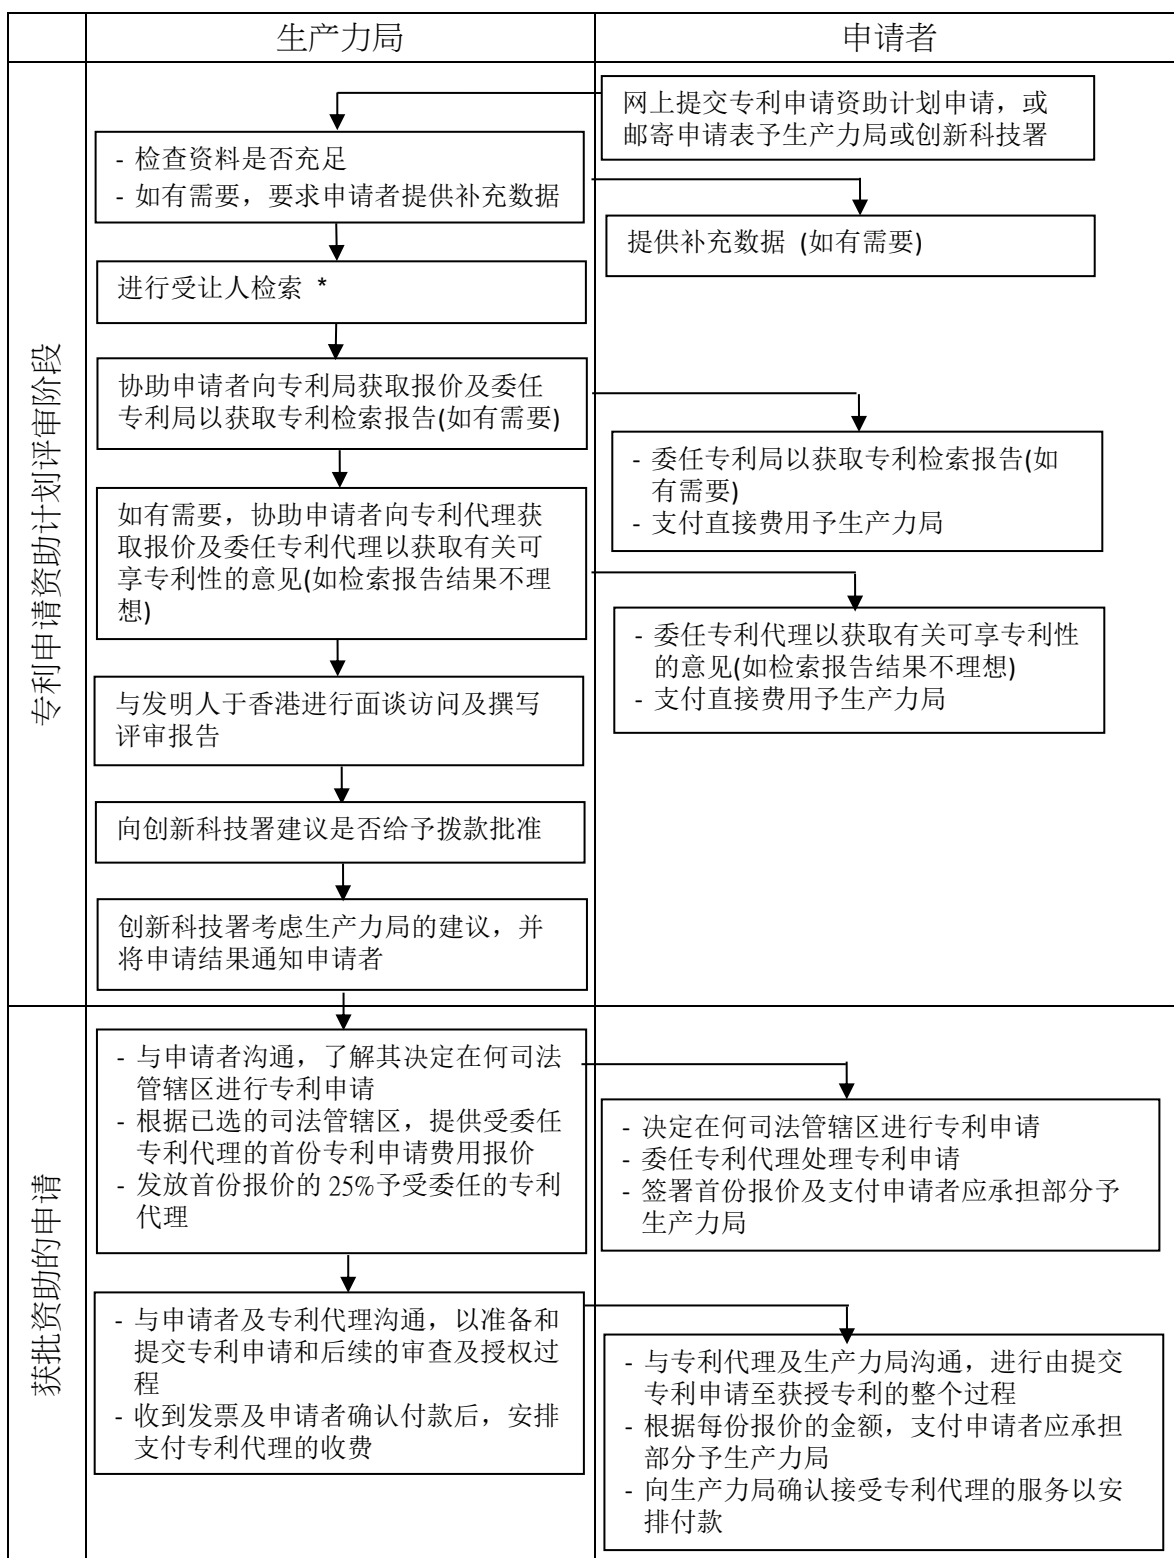 生产力局
申请者
专利申请资助计划评审阶段
网上提交专利申请资助计划申请，或
邮寄申请表予生产力局或创新科技署
- 检查资料是否充足
- 如有需要，要求申请者提供补充数据
提供补充数据 (如有需要)
进行受让人检索 *
协助申请者向专利局获取报价及委任
专利局以获取专利检索报告(如有需要)
- 委任专利局以获取专利检索报告(如
有需要)
- 支付直接费用予生产力局
如有需要，协助申请者向专利代理获
取报价及委任专利代理以获取有关可
享专利性的意见(如检索报告结果不理
想)
- 委任专利代理以获取有关可享专利性
的意见(如检索报告结果不理想)
- 支付直接费用予生产力局
与发明人于香港进行面谈访问及撰写
评审报告
向创新科技署建议是否给予拨款批准
创新科技署考虑生产力局的建议，并
将申请结果通知申请者
获批资助的申请
- 与申请者沟通，了解其决定在何司法
管辖区进行专利申请
- 根据已选的司法管辖区，提供受委任
专利代理的首份专利申请费用报价
- 发放首份报价的 25%予受委任的专利
代理
- 决定在何司法管辖区进行专利申请
- 委任专利代理处理专利申请
- 签署首份报价及支付申请者应承担部分予
生产力局
- 与申请者及专利代理沟通，以准备和
提交专利申请和后续的审查及授权过
程
- 收到发票及申请者确认付款后，安排
支付专利代理的收费
- 与专利代理及生产力局沟通，进行由提交
专利申请至获授专利的整个过程
- 根据每份报价的金额，支付申请者应承担
部分予生产力局
- 向生产力局确认接受专利代理的服务以安
排付款